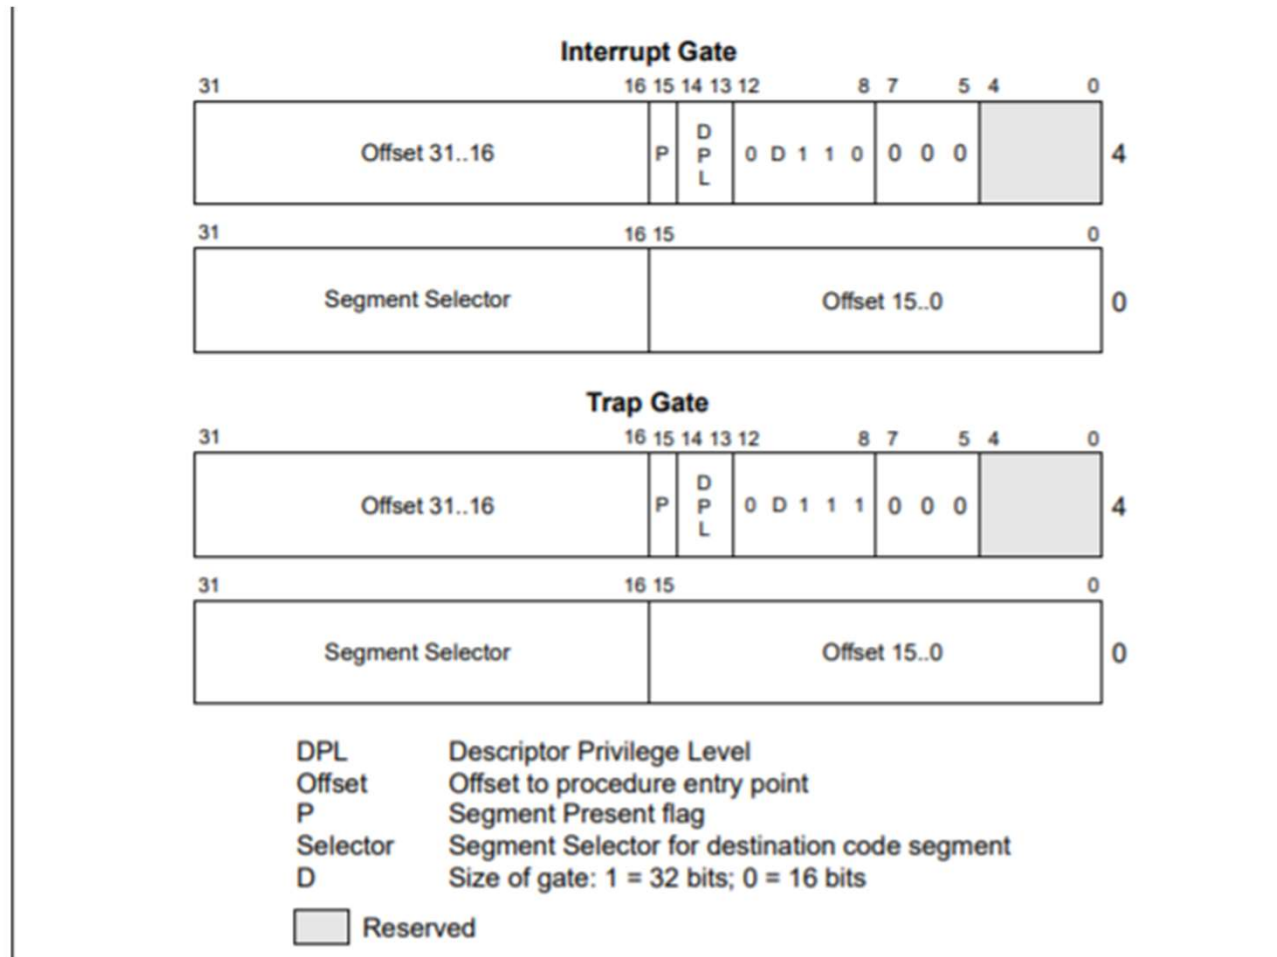 Interrupt Gate
31 16 15 14 13 12 8 7 5 4 0
Offset 31..16 P DPL 0 D 1 1 0 0 0 0 4
31 16 15 0
Segment Selector Offset 15..0 0
Trap Gate
31 16 15 14 13 12 8 7 5 4 0
Offset 31..16 P DPL 0 D 1 1 1 0 0 0 4
31 16 15 0
Segment Selector Offset 15..0 0
DPL Descriptor Privilege Level
Offset Offset to procedure entry point
P Segment Present flag
Selector Segment Selector for destination code segment
D Size of gate: 1 = 32 bits; 0 = 16 bits
Reserved